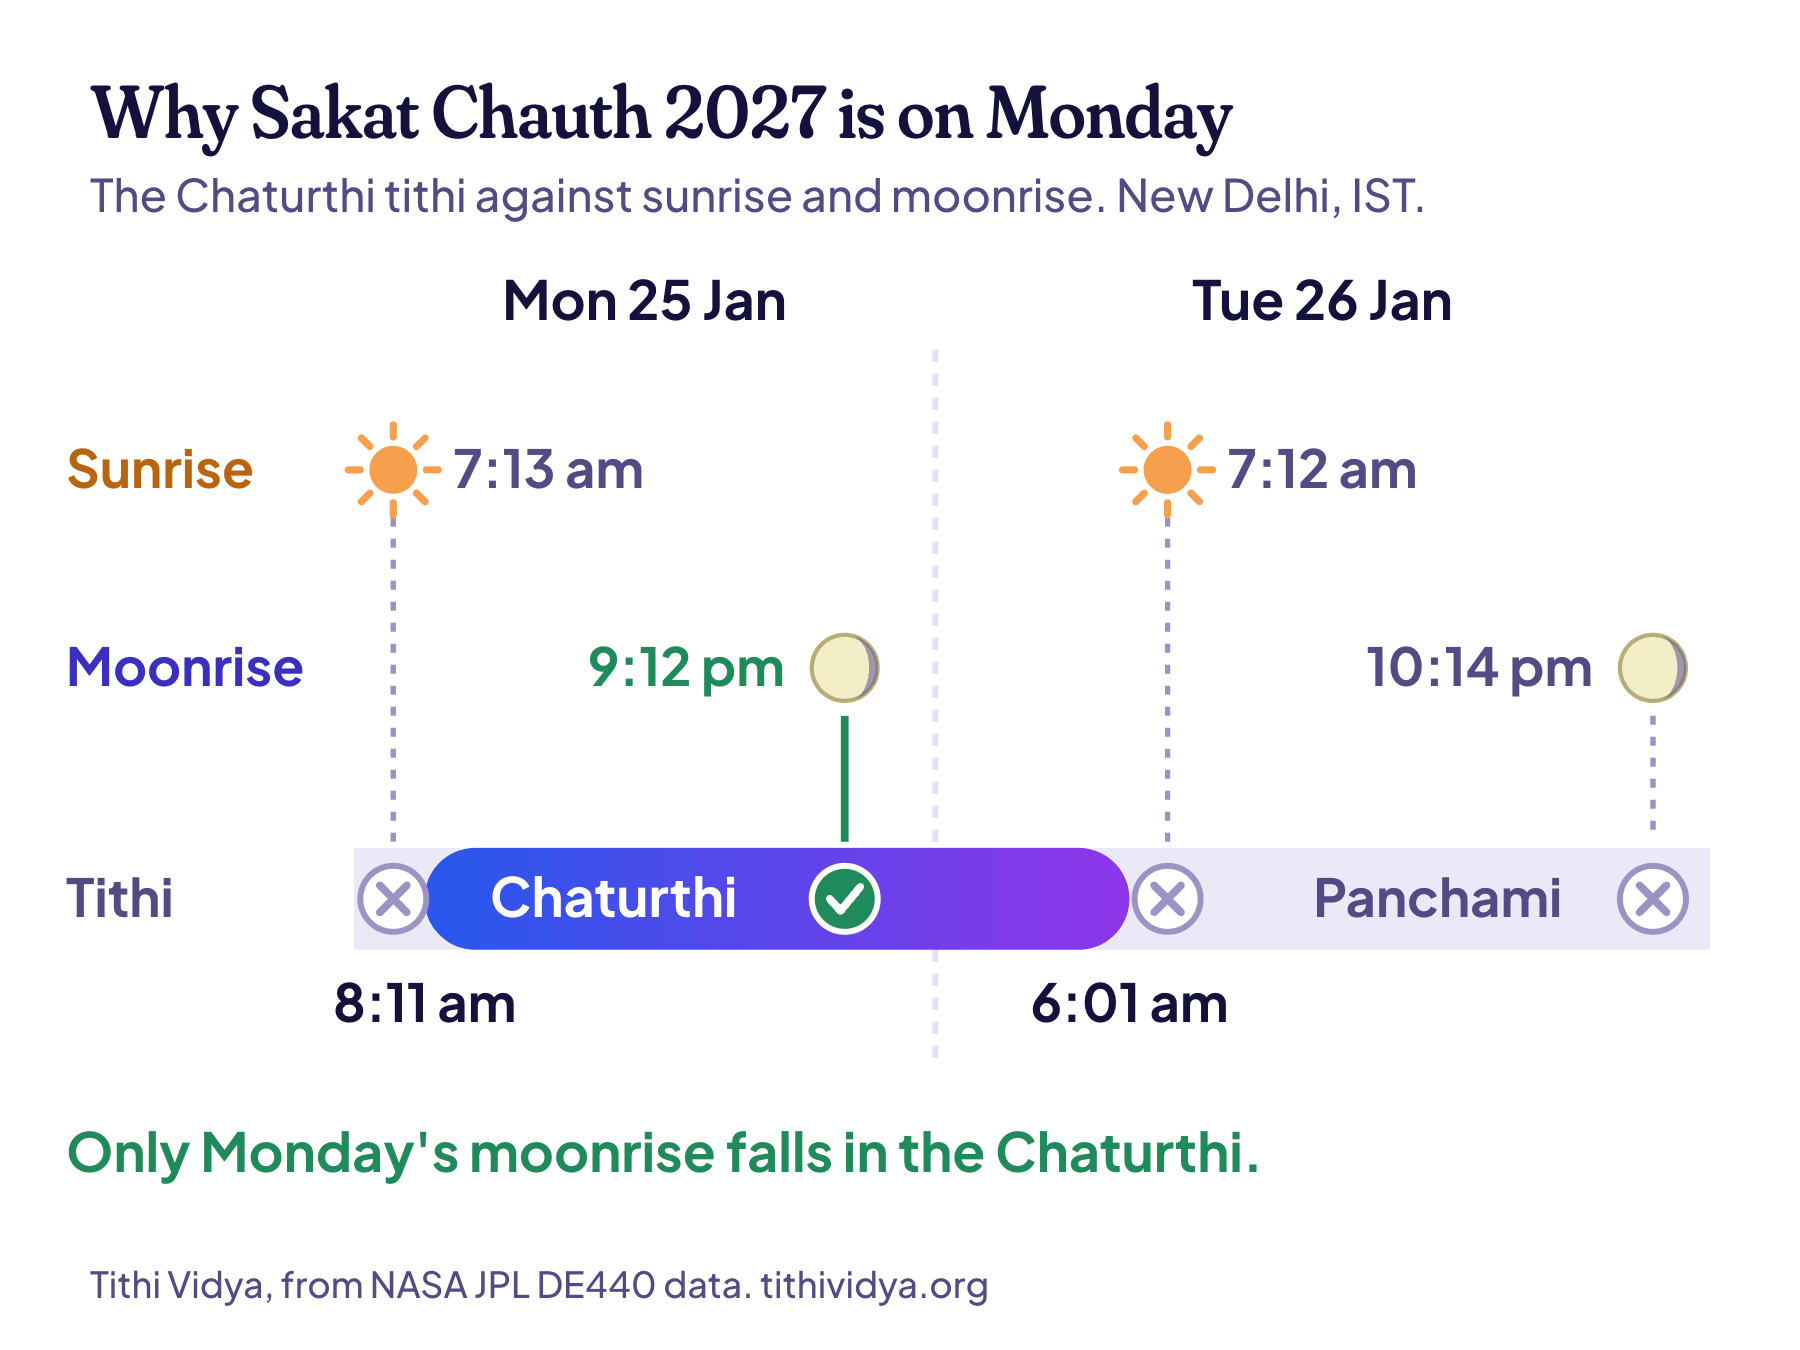 Why Sakat Chauth 2027 is on Monday
The Chaturthi tithi against sunrise and moonrise. New Delhi, IST.
Mon 25 Jan
Tue 26 Jan
Sunrise
7:13 am
7:12 am
Moonrise
9:12 pm
10:14 pm
Tithi
Chaturthi
Panchami
8:11 am
6:01 am
Only Monday's moonrise falls in the Chaturthi.
Tithi Vidya, from NASA JPL DE440 data. tithividya.org